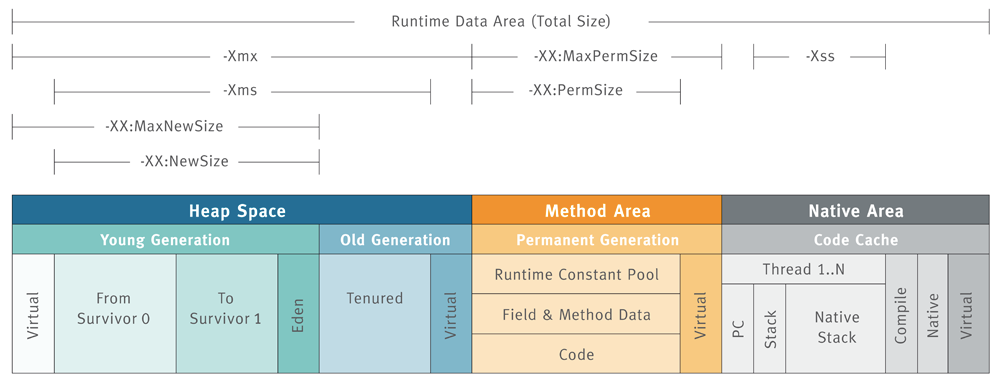 Runtime Data Area (Total Size)
-Xmx
-XX:MaxPermSize
-Xss
-Xms
-XX:PermSize
-XX:MaxNewSize
-XX:NewSize
Heap Space
Method Area
Native Area
Young Generation
Old Generation
Permanent Generation
Code Cache
Virtual
From
Survivor 0
To
Survivor 1
Eden
Tenured
Virtual
Runtime Constant Pool
Field & Method Data
Code
Virtual
Thread 1..N
PC
Stack
Native
Stack
Compile
Native
Virtual